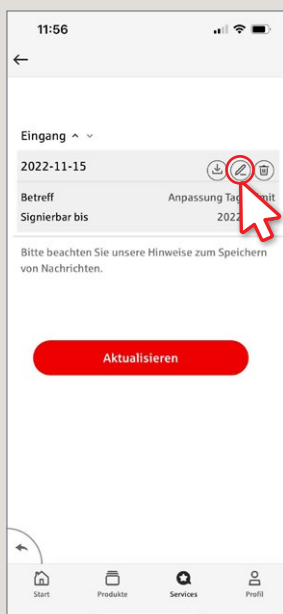 11:56
Eingang
2022-11-15
Betreff Anpassung
Signierbar bis 2022
Bitte beachten Sie unsere Hinweise zum Speichern
von Nachrichten.
Aktualisieren
Start Produkte Services Profil